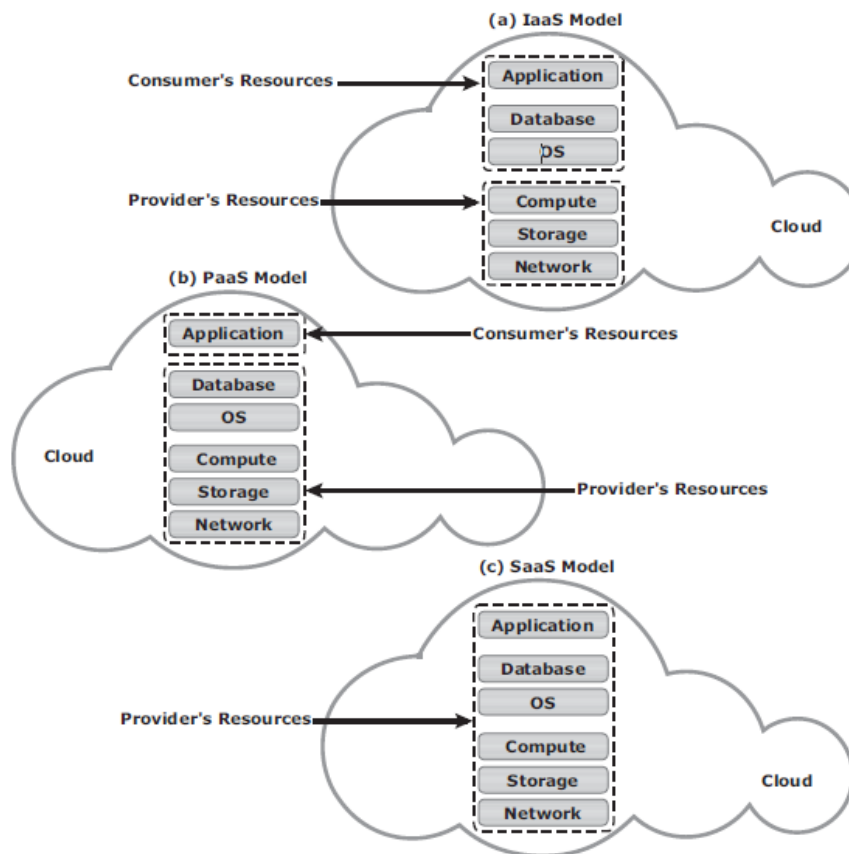 (a) IaaS Model
Application
Consumer's Resources
Database
OS
Provider's Resources
Compute
Storage
Cloud
Network
(b) PaaS Model
Application
Consumer's Resources
Database
OS
Cloud
Compute
Storage
Provider's Resources
Network
(c) SaaS Model
Application
Database
OS
Provider's Resources
Compute
Storage
Cloud
Network